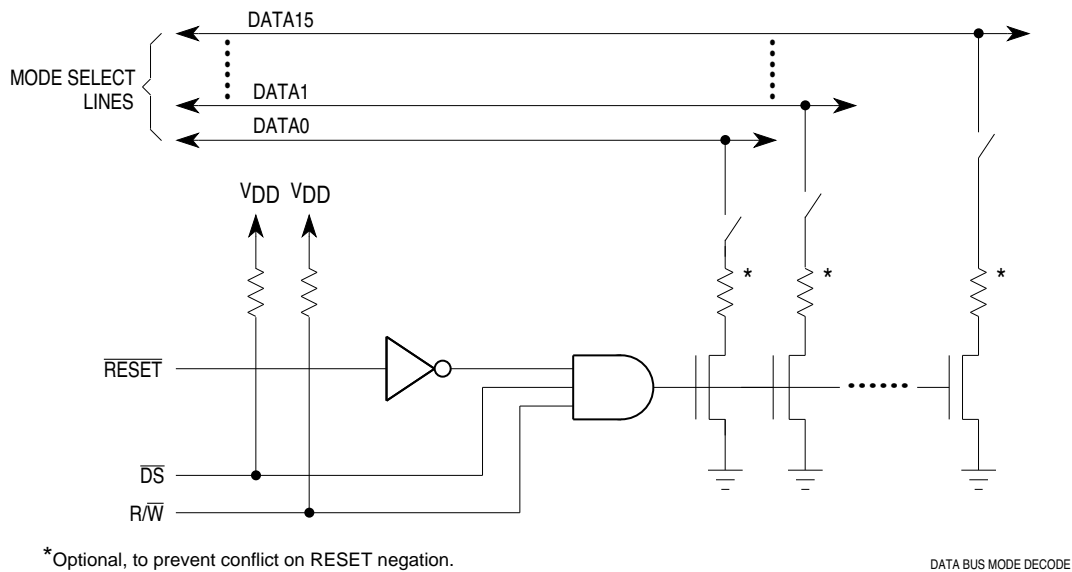 DATA15
MODE SELECT
LINES
DATA1
DATA0
VDD VDD
* * *
RESET
DS
R/W
*Optional, to prevent conflict on RESET negation.
DATA BUS MODE DECODE